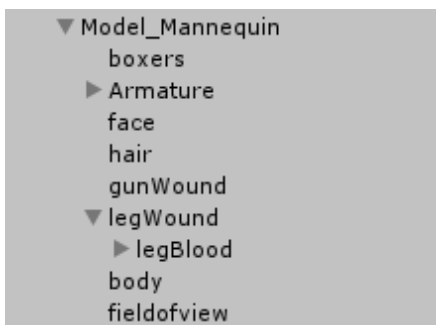 Model_Mannequin
boxers
Armature
face
hair
gunWound
legWound
legBlood
body
fieldofview